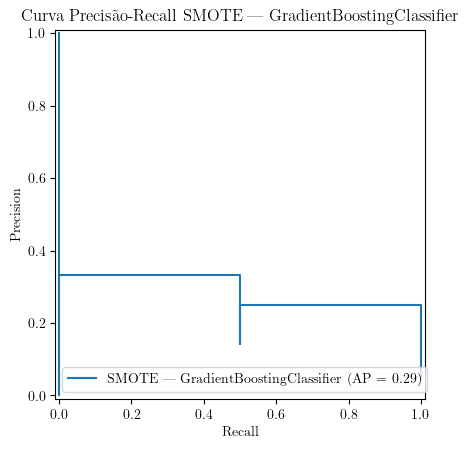 Curva Precisão-Recall SMOTE — GradientBoostingClassifier
1.0
0.8
0.6
0.4
0.2
0.0
Precision
SMOTE — GradientBoostingClassifier (AP = 0.29)
0.0 0.2 0.4 0.6 0.8 1.0
Recall